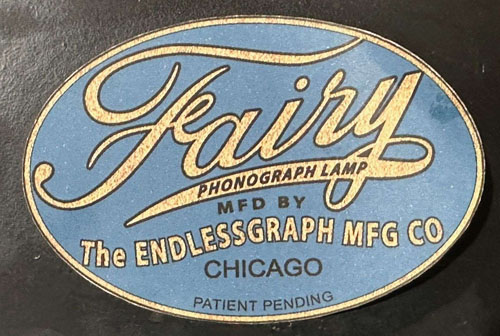 Fairy
PHONOGRAPH LAMP
MFD BY
The ENDLESSGRAPH MFG CO
CHICAGO
PATIENT PENDING